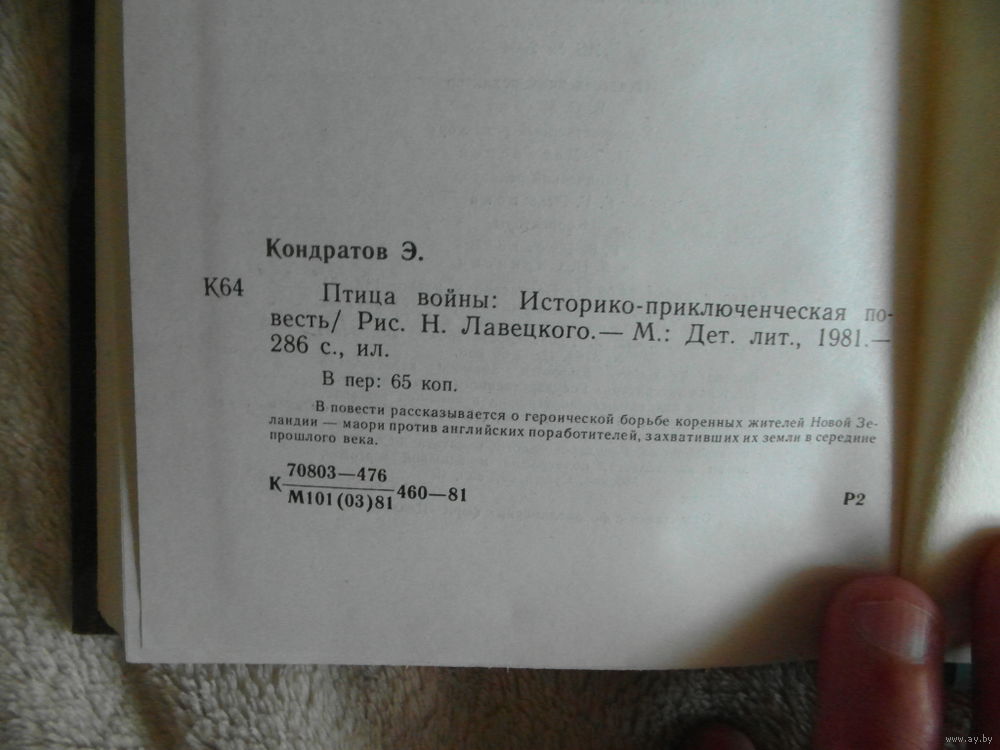 Кондратов Э.
К64
Птица войны: Историко-приключенческая по-
весть/ Рис. Н. Лавецкого.— М.: Дет. лит., 1981.—
286 с., ил.
В пер: 65 коп.
В повести рассказывается о героической борьбе коренных жителей Новой Зе-
ландии — маори против английских поработителей, захвативших их земли в середине
прошлого века.
К 70803—476
М101(03)81 460—81
Р2
www.ay.by